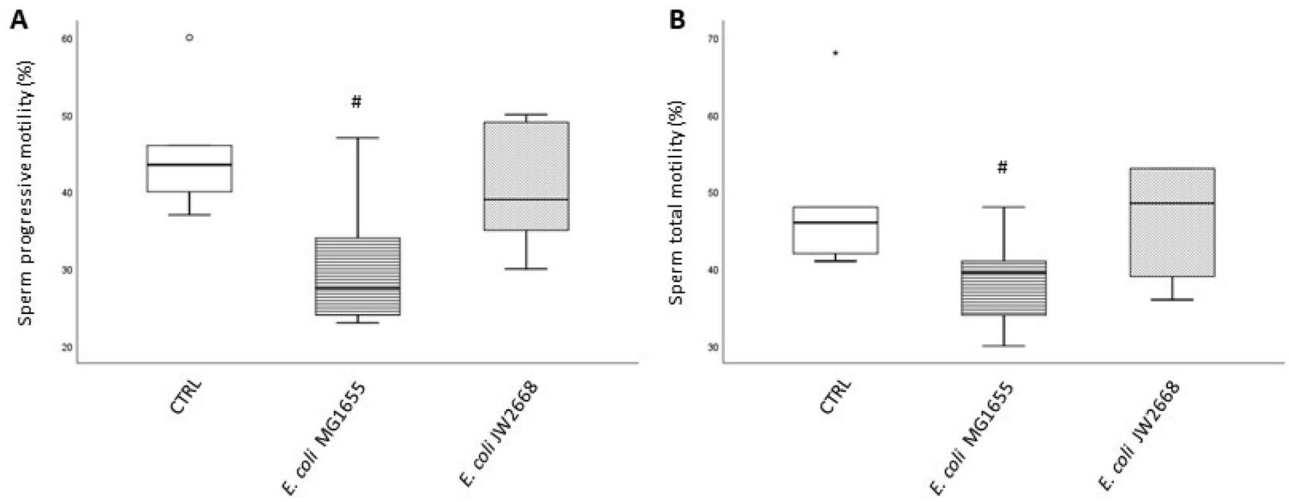 A
Sperm progressive motility (%)
60
50
40
30
20
#
CTRL
E. coli MG1655
E. coli JW2668
B
Sperm total motility (%)
70
60
50
40
30
*
#
CTRL
E. coli MG1655
E. coli JW2668